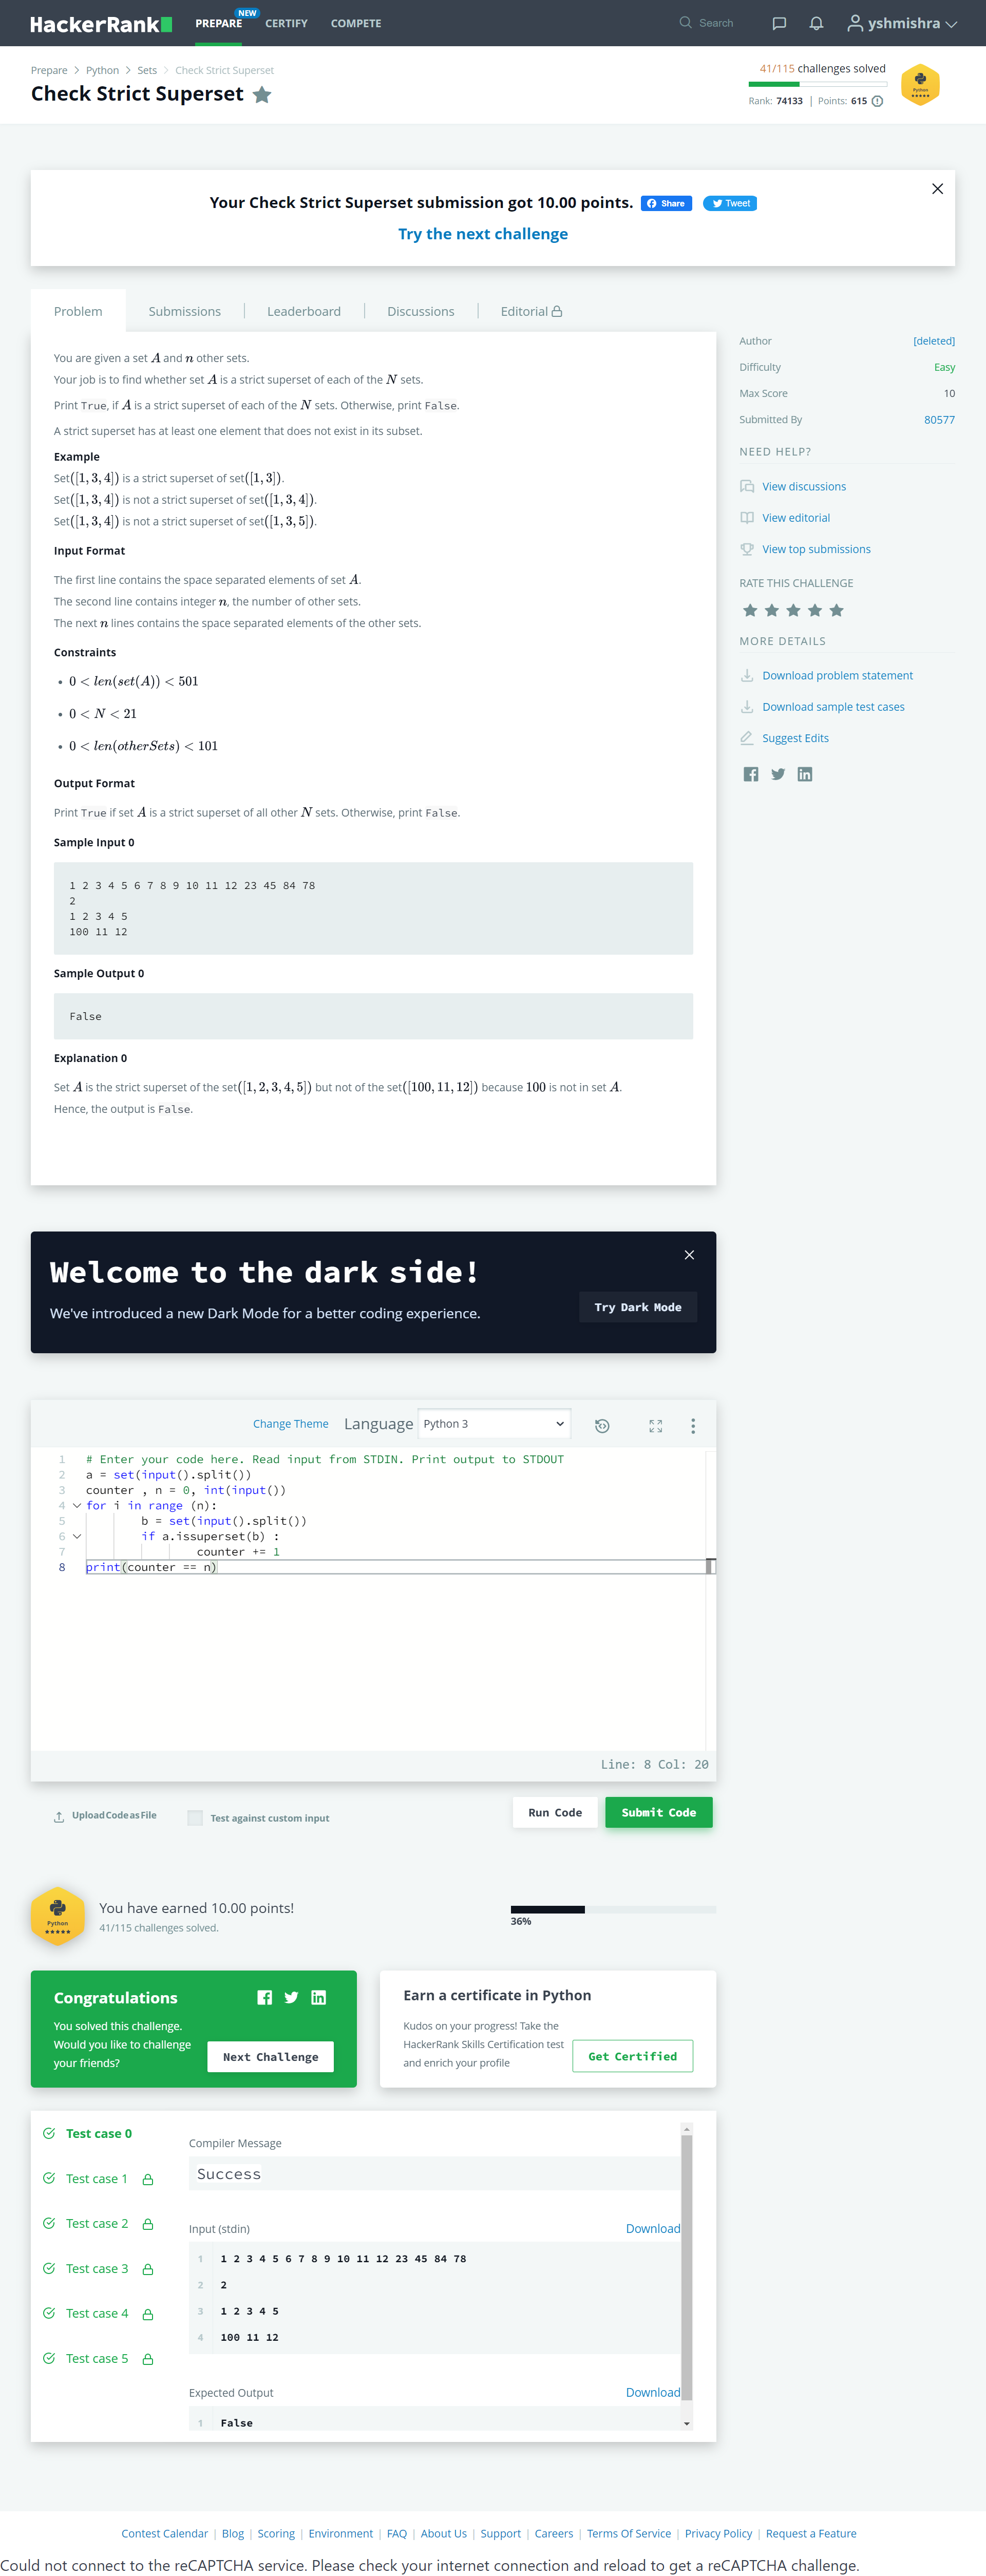 HackerRank
PREPARE NEW CERTIFY COMPETE Search yshmishra
Prepare > Python > Sets > Check Strict Superset
Check Strict Superset
41/115 challenges solved
Rank: 74133 | Points: 615
Python
Your Check Strict Superset submission got 10.00 points. Share Tweet
Try the next challenge
Problem Submissions Leaderboard Discussions Editorial
You are given a set A and n other sets.
Your job is to find whether set A is a strict superset of each of the N sets.
Print True, if A is a strict superset of each of the N sets. Otherwise, print False.
A strict superset has at least one element that does not exist in its subset.
Example
Set([1, 3, 4]) is a strict superset of set([1, 3]).
Set([1, 3, 4]) is not a strict superset of set([1, 3, 4]).
Set([1, 3, 4]) is not a strict superset of set([1, 3, 5]).
Input Format
The first line contains the space separated elements of set A.
The second line contains integer n, the number of other sets.
The next n lines contains the space separated elements of the other sets.
Constraints
• 0 < len(set(A)) < 501
• 0 < N < 21
• 0 < len(otherSets) < 101
Output Format
Print True if set A is a strict superset of all other N sets. Otherwise, print False.
Sample Input 0
1 2 3 4 5 6 7 8 9 10 11 12 23 45 84 78
2
1 2 3 4 5
100 11 12
Sample Output 0
False
Explanation 0
Set A is the strict superset of the set([1, 2, 3, 4, 5]) but not of the set([100, 11, 12]) because 100 is not in set A.
Hence, the output is False.
Author [deleted]
Difficulty Easy
Max Score 10
Submitted By 80577
NEED HELP?
View discussions
View editorial
View top submissions
RATE THIS CHALLENGE
MORE DETAILS
Download problem statement
Download sample test cases
Suggest Edits
Welcome to the dark side!
We've introduced a new Dark Mode for a better coding experience.
Try Dark Mode
Change Theme Language Python 3
1 # Enter your code here. Read input from STDIN. Print output to STDOUT
2 a = set(input().split())
3 counter , n = 0, int(input())
4 for i in range (n):
5 b = set(input().split())
6 if a.issuperset(b) :
7 counter += 1
8 print(counter == n)
Line: 8 Col: 20
Upload Code as File Test against custom input Run Code Submit Code
Python
You have earned 10.00 points!
41/115 challenges solved.
36%
Congratulations
You solved this challenge.
Would you like to challenge
your friends?
Next Challenge
Earn a certificate in Python
Kudos on your progress! Take the
HackerRank Skills Certification test
and enrich your profile
Get Certified
Test case 0
Test case 1
Test case 2
Test case 3
Test case 4
Test case 5
Compiler Message
Success
Input (stdin) Download
1 1 2 3 4 5 6 7 8 9 10 11 12 23 45 84 78
2 2
3 1 2 3 4 5
4 100 11 12
Expected Output Download
1 False
Contest Calendar | Blog | Scoring | Environment | FAQ | About Us | Support | Careers | Terms Of Service | Privacy Policy | Request a Feature
Could not connect to the reCAPTCHA service. Please check your internet connection and reload to get a reCAPTCHA challenge.